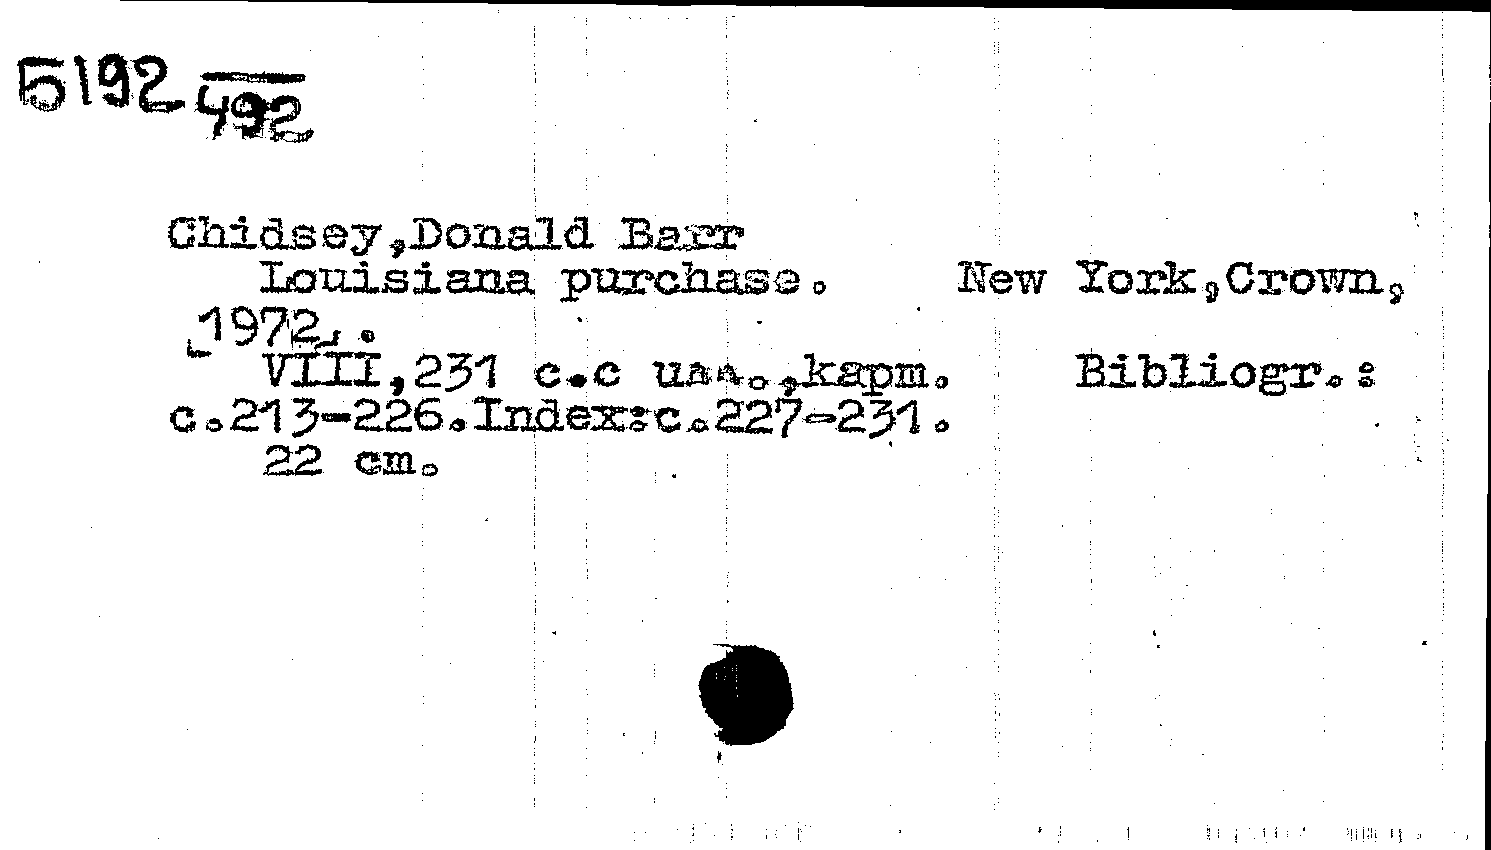 5192 492
Chidsey,Donald Barr
Louisiana purchase. New York,Crown,
[1972].
VIII,231 c.c илл.,карт. Bibliogr.:
c.213-226.Index:c.227-231.
22 cm.